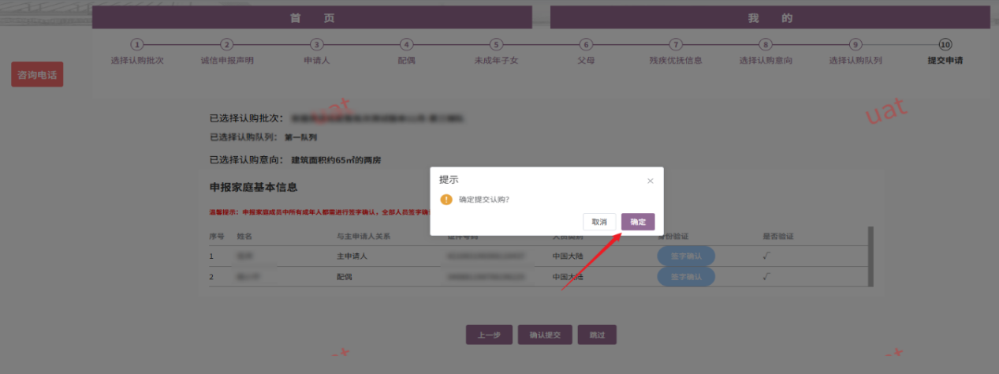 首 页
我 的
1 2 3 4 5 6 7 8 9 10
选择认购批次 诚信申报声明 申请人 配偶 未成年子女 父母 残疾优抚信息 选择认购意向 选择认购队列 提交申请
咨询电话
uat uat
已选择认购批次：
已选择认购队列： 第一队列
已选择认购意向： 建筑面积约65㎡的两房
提示 ×
! 确定提交认购?
取消 确定
申报家庭基本信息
温馨提示：申报家庭成员中所有成年人都需进行签字确认，全部人员签字确
序号 姓名 与主申请人关系 证件号码 人员类别 身份验证 是否验证
1 主申请人 中国大陆 签字确认 √
2 配偶 中国大陆 签字确认 √
上一步 确认提交 跳过